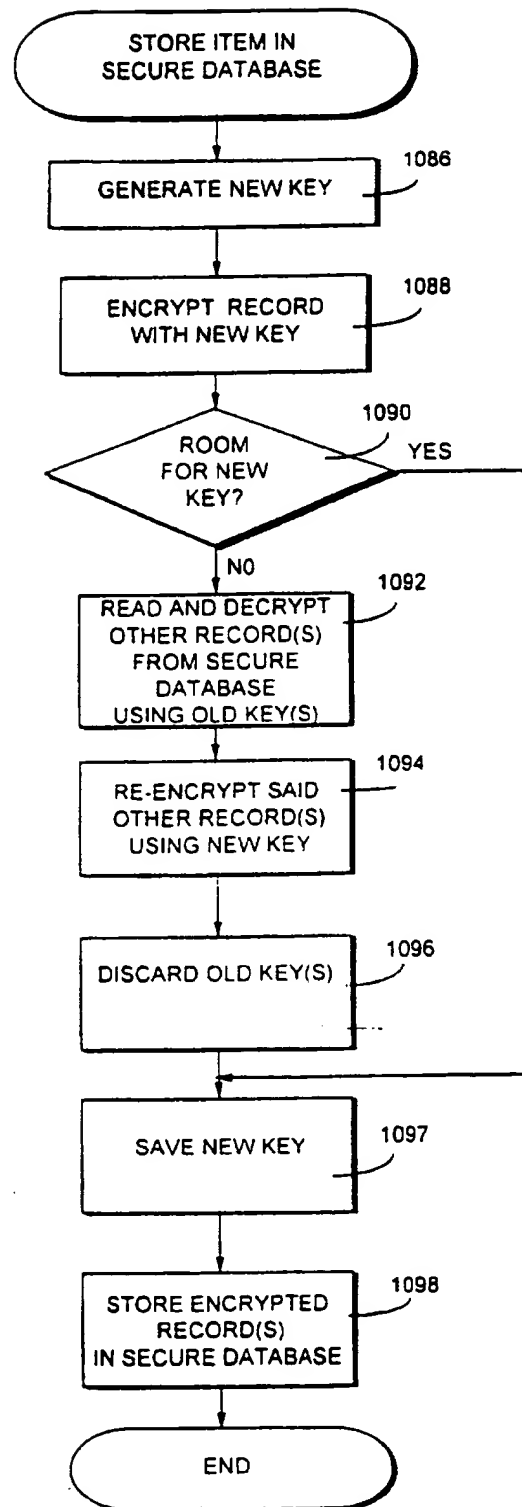 STORE ITEM IN
SECURE DATABASE
1086
GENERATE NEW KEY
1088
ENCRYPT RECORD
WITH NEW KEY
1090
ROOM
FOR NEW
KEY?
YES
NO
1092
READ AND DECRYPT
OTHER RECORD(S)
FROM SECURE
DATABASE
USING OLD KEY(S)
1094
RE-ENCRYPT SAID
OTHER RECORD(S)
USING NEW KEY
1096
DISCARD OLD KEY(S)
1097
SAVE NEW KEY
1098
STORE ENCRYPTED
RECORD(S)
IN SECURE DATABASE
END